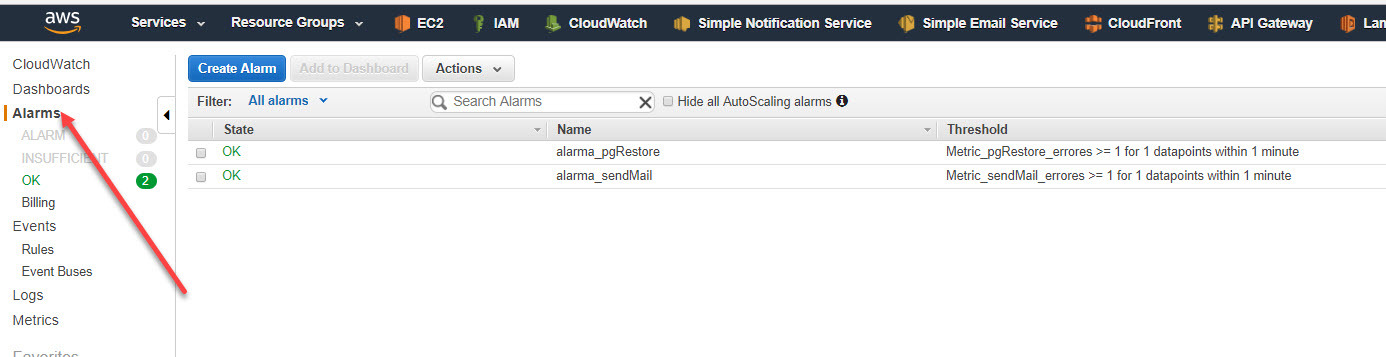 aws Services Resource Groups EC2 IAM CloudWatch Simple Notification Service Simple Email Service CloudFront API Gateway Lam
CloudWatch
Dashboards
Alarms
ALARM 0
INSUFFICIENT 0
OK 2
Billing
Events
Rules
Event Buses
Logs
Metrics
Favorites
Create Alarm Add to Dashboard Actions
Filter: All alarms Search Alarms Hide all AutoScaling alarms
State Name Threshold
OK alarma_pgRestore Metric_pgRestore_errores >= 1 for 1 datapoints within 1 minute
OK alarma_sendMail Metric_sendMail_errores >= 1 for 1 datapoints within 1 minute